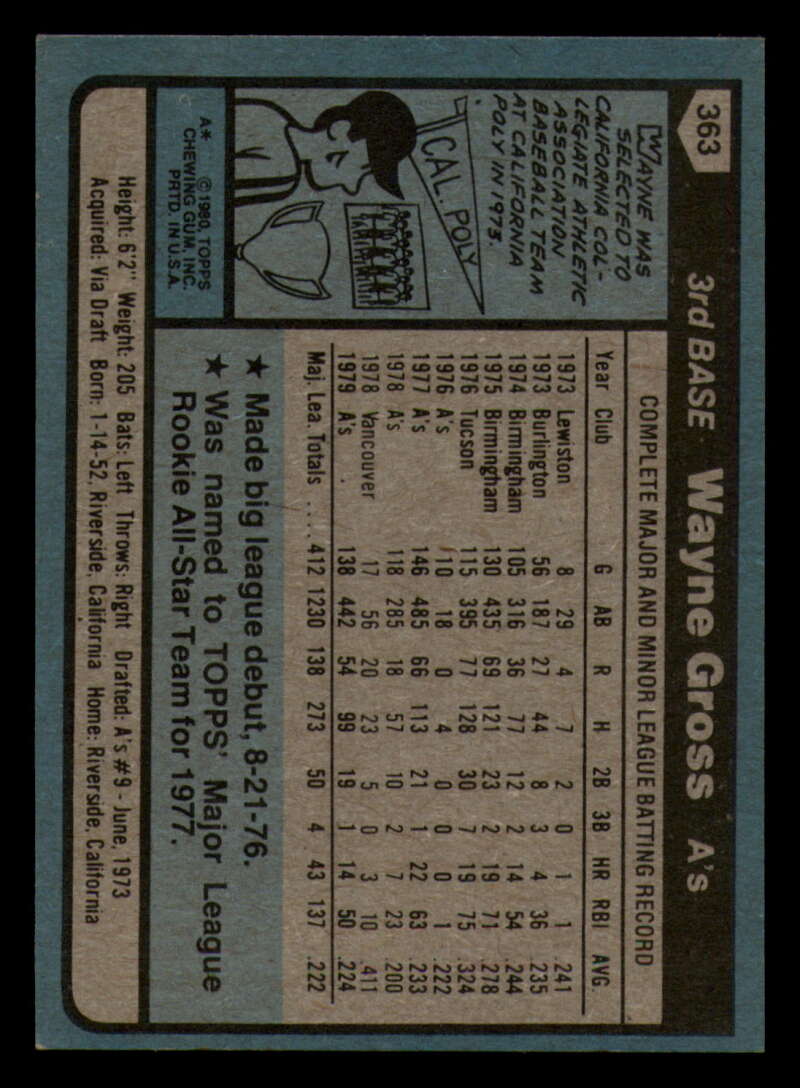 363
3rd BASE Wayne Gross A's
WAYNE WAS
SELECTED TO
CALIFORNIA COL-
LEGIATE ATHLETIC
ASSOCIATION
BASEBALL TEAM
AT CALIFORNIA
POLY IN 1973.
CAL. POLY
A* © 1980, TOPPS
CHEWING GUM, INC.
PRTD. IN U.S.A.
COMPLETE MAJOR AND MINOR LEAGUE BATTING RECORD
Year Club G AB R H 2B 3B HR RBI AVG.
1973 Lewiston 8 29 4 7 2 0 1 1 .241
1973 Burlington 56 187 27 44 8 3 4 36 .235
1974 Birmingham 105 316 36 77 12 2 14 54 .244
1975 Birmingham 130 435 69 121 23 2 19 71 .278
1976 Tucson 115 395 77 128 30 7 19 75 .324
1976 A's 10 18 0 4 0 0 0 1 .222
1977 A's 146 485 66 113 21 1 22 63 .233
1978 A's 118 285 18 57 10 2 7 23 .200
1978 Vancouver 17 56 20 23 5 0 3 10 .411
1979 A's 138 442 54 99 19 1 14 50 .224
Maj. Lea. Totals .... 412 1230 138 273 50 4 43 137 .222
★ Made big league debut, 8-21-76.
★ Was named to TOPPS' Major League
Rookie All-Star Team for 1977.
Height: 6'2" Weight: 205 Bats: Left Throws: Right Drafted: A's #9 - June, 1973
Acquired: Via Draft Born: 1-14-52, Riverside, California Home: Riverside, California